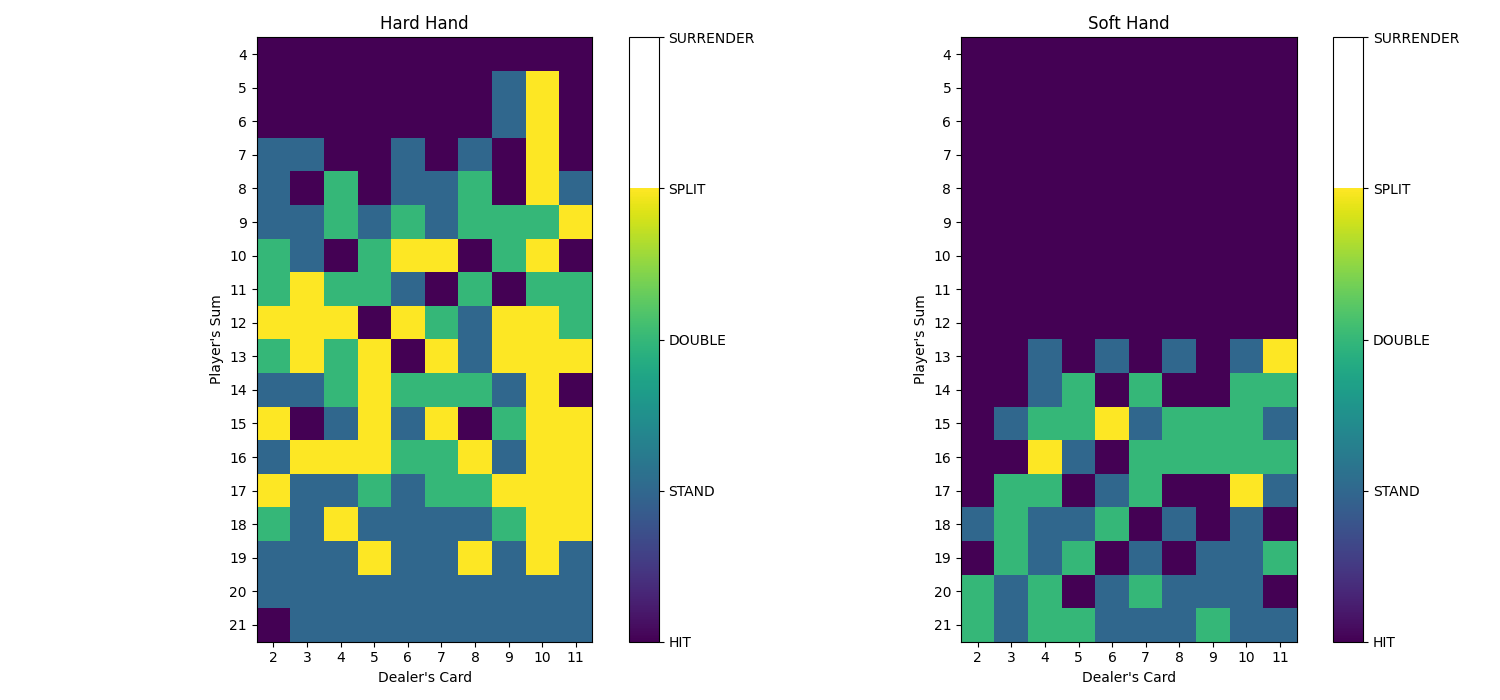 Hard Hand
Player's Sum
4
5
6
7
8
9
10
11
12
13
14
15
16
17
18
19
20
21
2 3 4 5 6 7 8 9 10 11
Dealer's Card
SURRENDER
SPLIT
DOUBLE
STAND
HIT
Soft Hand
Player's Sum
4
5
6
7
8
9
10
11
12
13
14
15
16
17
18
19
20
21
2 3 4 5 6 7 8 9 10 11
Dealer's Card
SURRENDER
SPLIT
DOUBLE
STAND
HIT